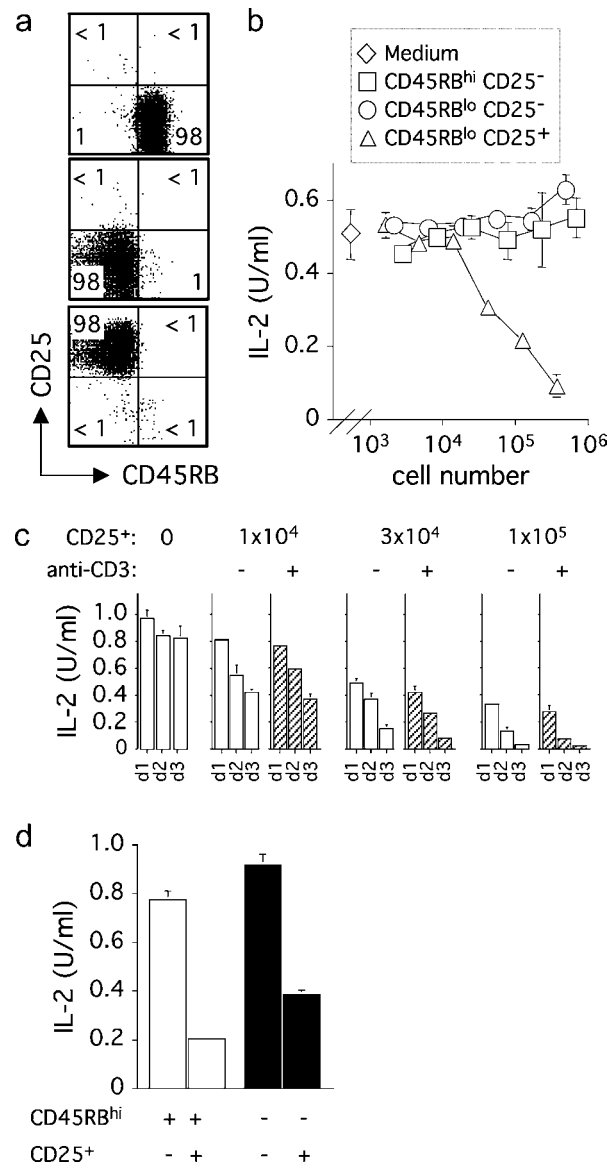 a
< 1 < 1
1 98
< 1 < 1
98 1
98 < 1
< 1 < 1
CD25
CD45RB
b
Medium
CD45RBhi CD25-
CD45RBlo CD25-
CD45RBlo CD25+
IL-2 (U/ml)
0.6
0.4
0.2
0
10³ 10⁴ 10⁵ 10⁶
cell number
c
CD25+: 0 1x10⁴ 3x10⁴ 1x10⁵
anti-CD3: - + - + - +
IL-2 (U/ml)
1.0
0.8
0.6
0.4
0.2
0
d1 d2 d3 d1 d2 d3 d1 d2 d3 d1 d2 d3 d1 d2 d3 d1 d2 d3 d1 d2 d3
d
IL-2 (U/ml)
1.0
0.8
0.6
0.4
0.2
0
CD45RBhi + + - -
CD25+ - + - +